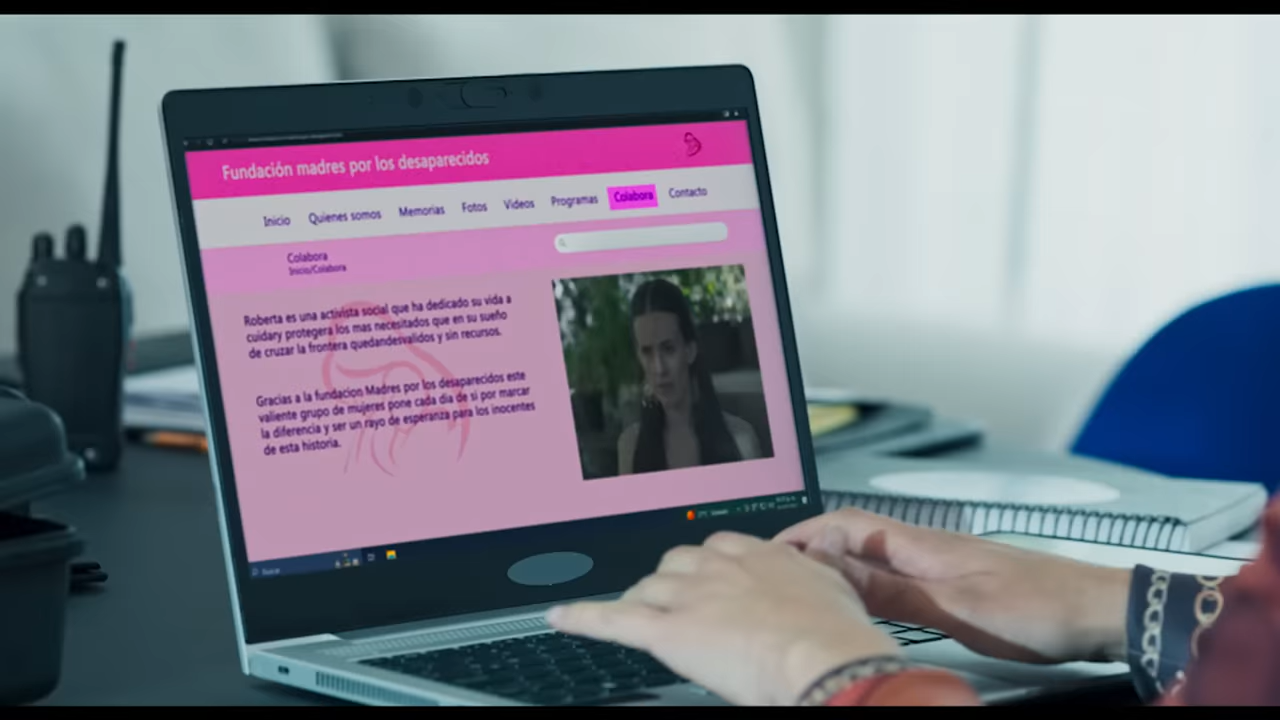 Fundación madres por los desaparecidos
Inicio Quienes somos Memorias Fotos Videos Programas Colabora Contacto
Colabora
Inicio/Colabora
Roberta es una activista social que ha dedicado su vida a
cuidary protegera los mas necesitados que en su sueño
de cruzar la frontera quedandesvalidos y sin recursos.
Gracias a la fundacion Madres por los desaparecidos este
valiente grupo de mujeres pone cada dia de si por marcar
la diferencia y ser un rayo de esperanza para los inocentes
de esta historia.